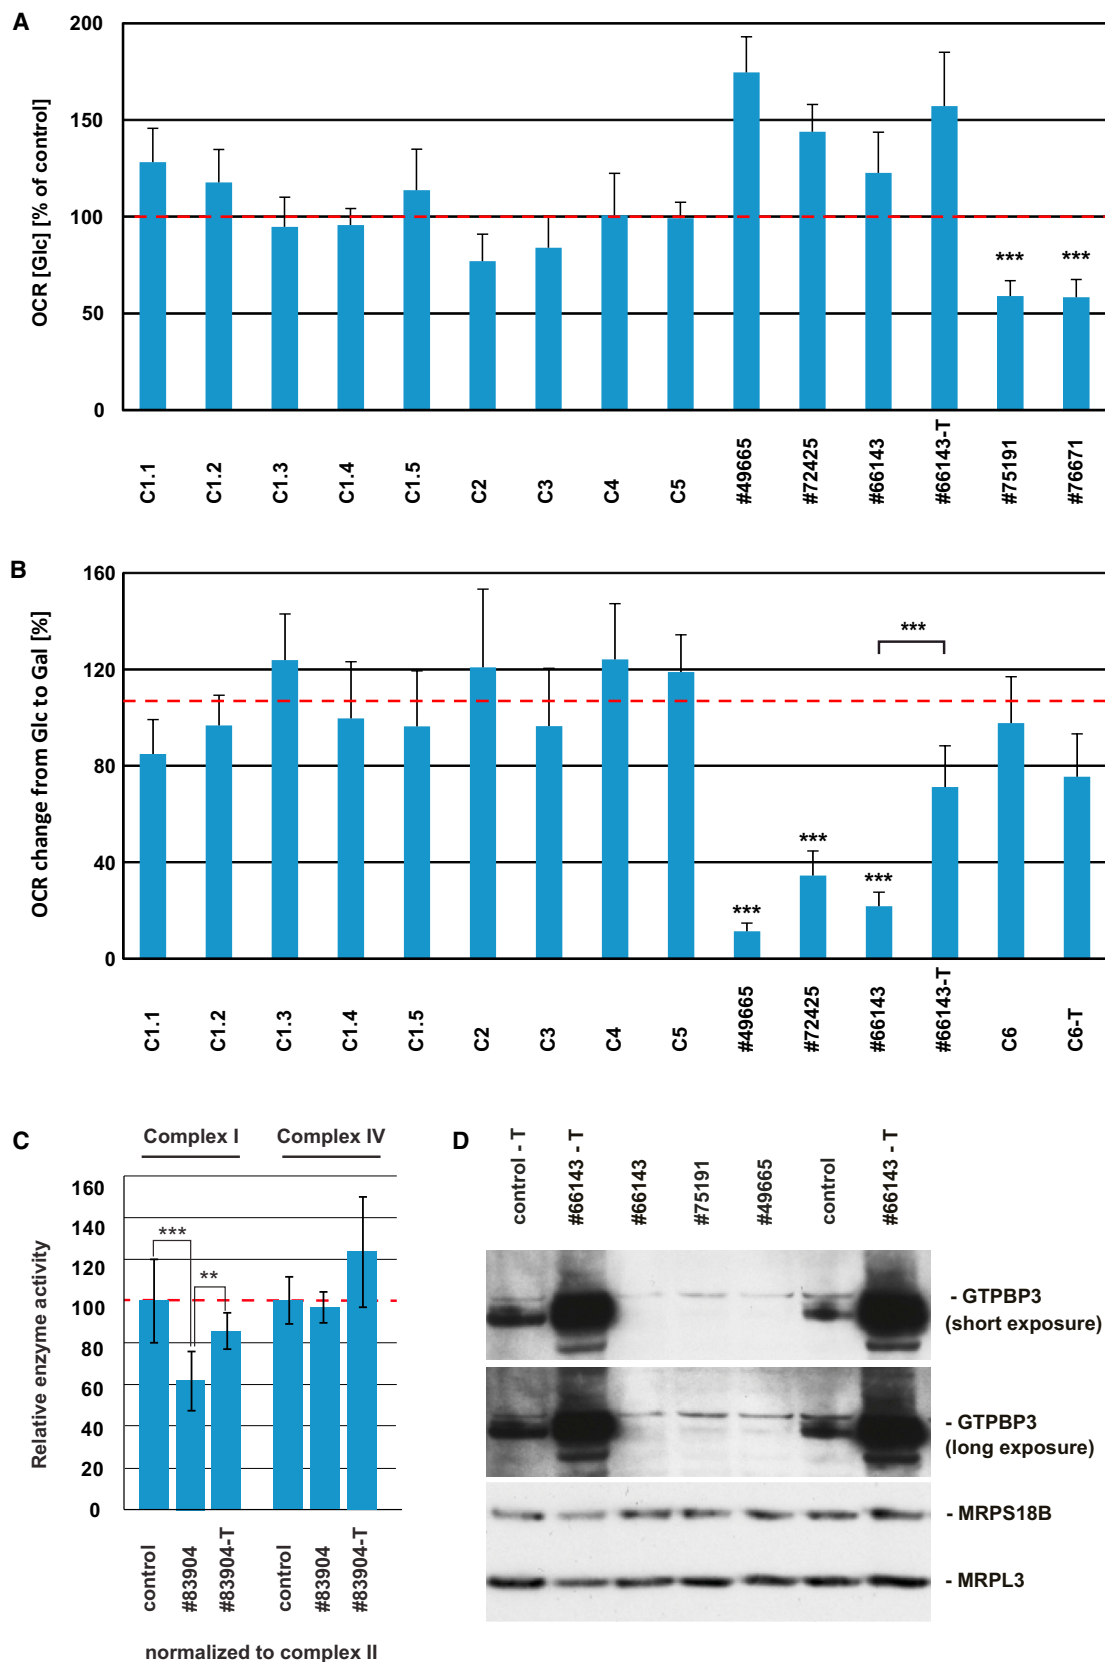 A
OCR [Glc] [% of control]
200
150
100
50
0
***
***
C1.1
C1.2
C1.3
C1.4
C1.5
C2
C3
C4
C5
#49665
#72425
#66143
#66143-T
#75191
#76671
B
OCR change from Glc to Gal [%]
160
120
80
40
0
***
***
***
***
C1.1
C1.2
C1.3
C1.4
C1.5
C2
C3
C4
C5
#49665
#72425
#66143
#66143-T
C6
C6-T
C
Complex I
Complex IV
Relative enzyme activity
160
140
120
100
80
60
40
20
0
***
**
control
#83904
#83904-T
control
#83904
#83904-T
normalized to complex II
D
control - T
#66143 - T
#66143
#75191
#49665
control
#66143 - T
- GTPBP3
(short exposure)
- GTPBP3
(long exposure)
- MRPS18B
- MRPL3